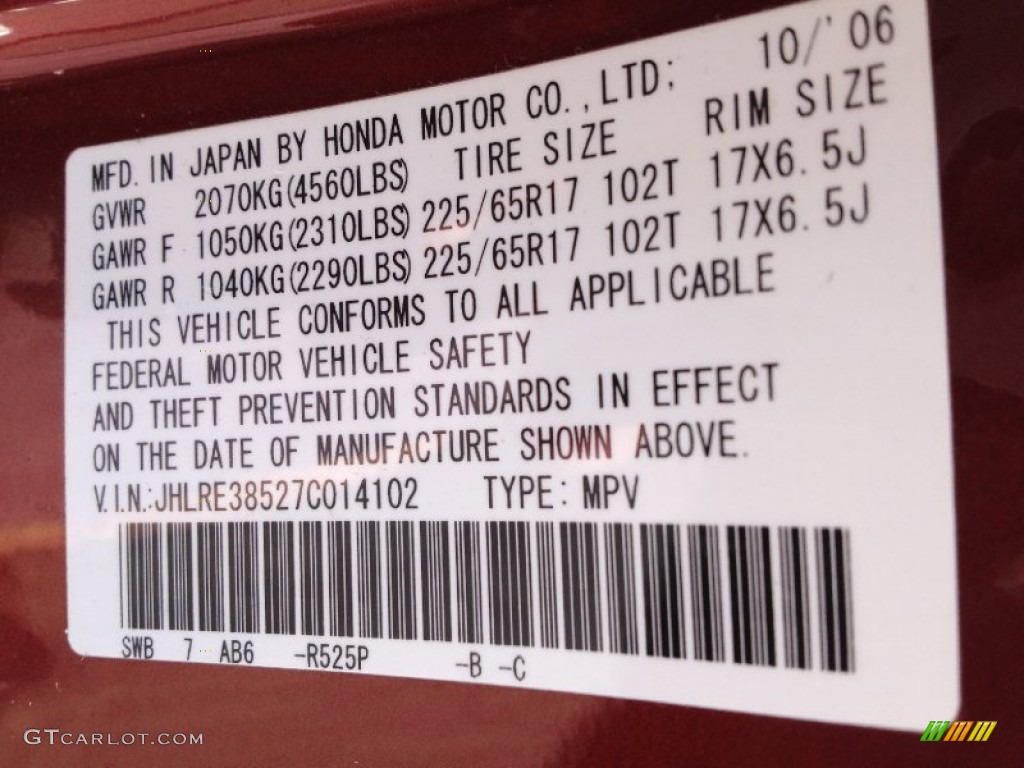 MFD. IN JAPAN BY HONDA MOTOR CO., LTD; 10/'06
GVWR 2070KG(4560LBS) TIRE SIZE RIM SIZE
GAWR F 1050KG(2310LBS) 225/65R17 102T 17X6.5J
GAWR R 1040KG(2290LBS) 225/65R17 102T 17X6.5J
THIS VEHICLE CONFORMS TO ALL APPLICABLE
FEDERAL MOTOR VEHICLE SAFETY
AND THEFT PREVENTION STANDARDS IN EFFECT
ON THE DATE OF MANUFACTURE SHOWN ABOVE.
V.I.N.:JHLRE38527C014102 TYPE: MPV
SWB 7 AB6 -R525P -B -C
GTCARLOT.COM